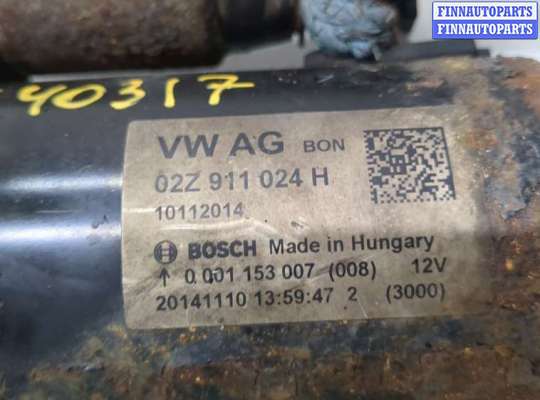 FINNAUTOPARTS
FINNAUTOPARTS
40317
VW AG BON
02Z 911 024 H
10112014
BOSCH Made in Hungary
↑ 0 001 153 007 (008) 12V
20141110 13:59:47 2 (3000)